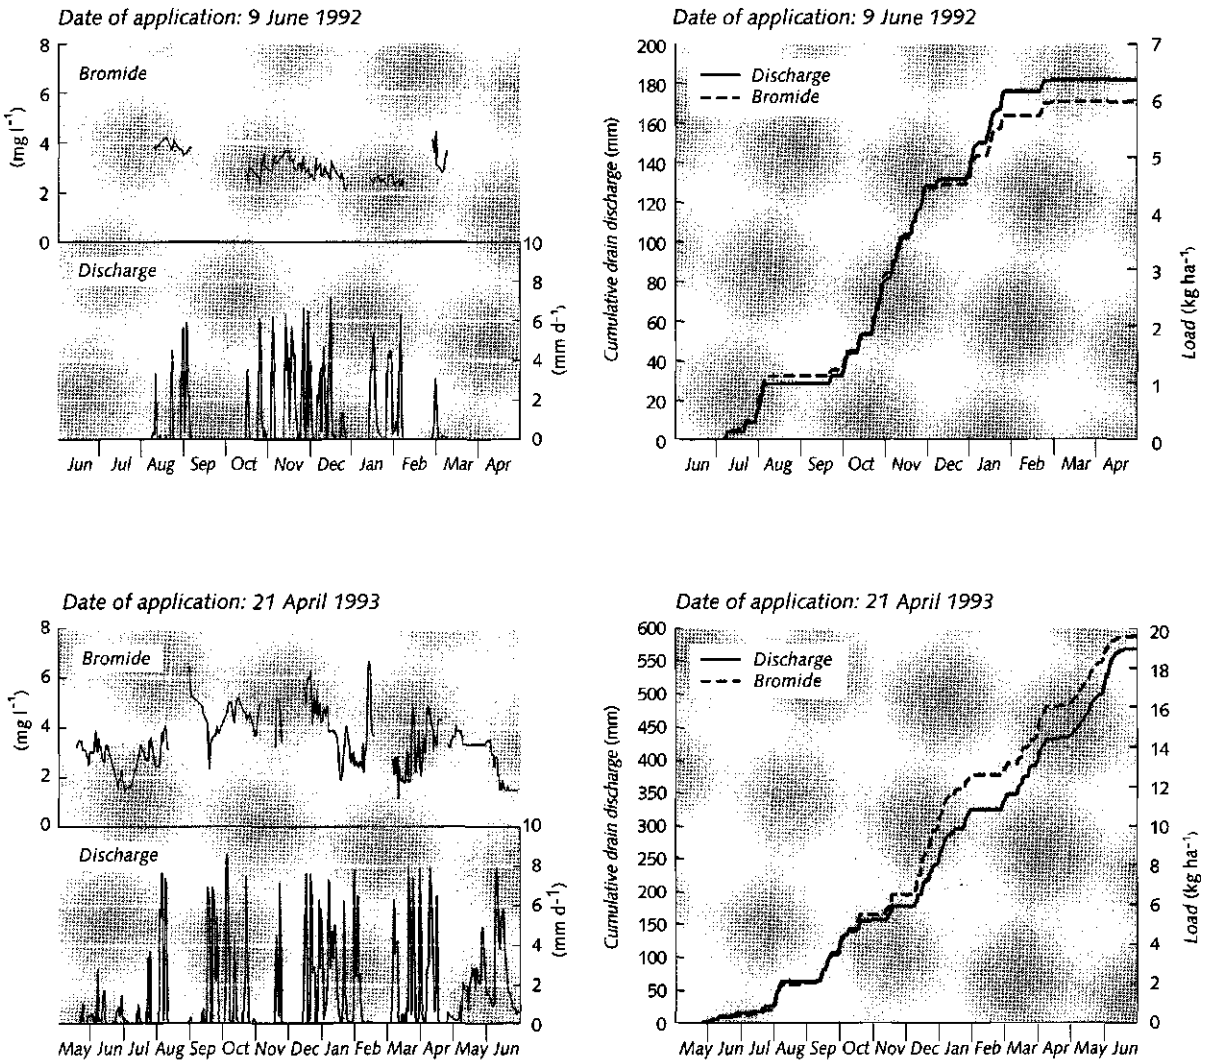 Date of application: 9 June 1992
8
Bromide
6
(mg l⁻¹)
4
2
0
10
Discharge
8
6
(mm d⁻¹)
4
2
0
Jun Jul Aug Sep Oct Nov Dec Jan Feb Mar Apr
Date of application: 9 June 1992
200
180
160
140
120
100
80
60
40
20
0
Cumulative drain discharge (mm)
Discharge
Bromide
7
6
5
4
3
2
1
0
Load (kg ha⁻¹)
Jun Jul Aug Sep Oct Nov Dec Jan Feb Mar Apr
Date of application: 21 April 1993
8
Bromide
6
(mg l⁻¹)
4
2
0
10
Discharge
8
6
(mm d⁻¹)
4
2
0
May Jun Jul Aug Sep Oct Nov Dec Jan Feb Mar Apr May Jun
Date of application: 21 April 1993
600
550
500
450
400
350
300
250
200
150
100
50
0
Cumulative drain discharge (mm)
Discharge
Bromide
20
18
16
14
12
10
8
6
4
2
0
Load (kg ha⁻¹)
May Jun Jul Aug Sep Oct Nov Dec Jan Feb Mar Apr May Jun